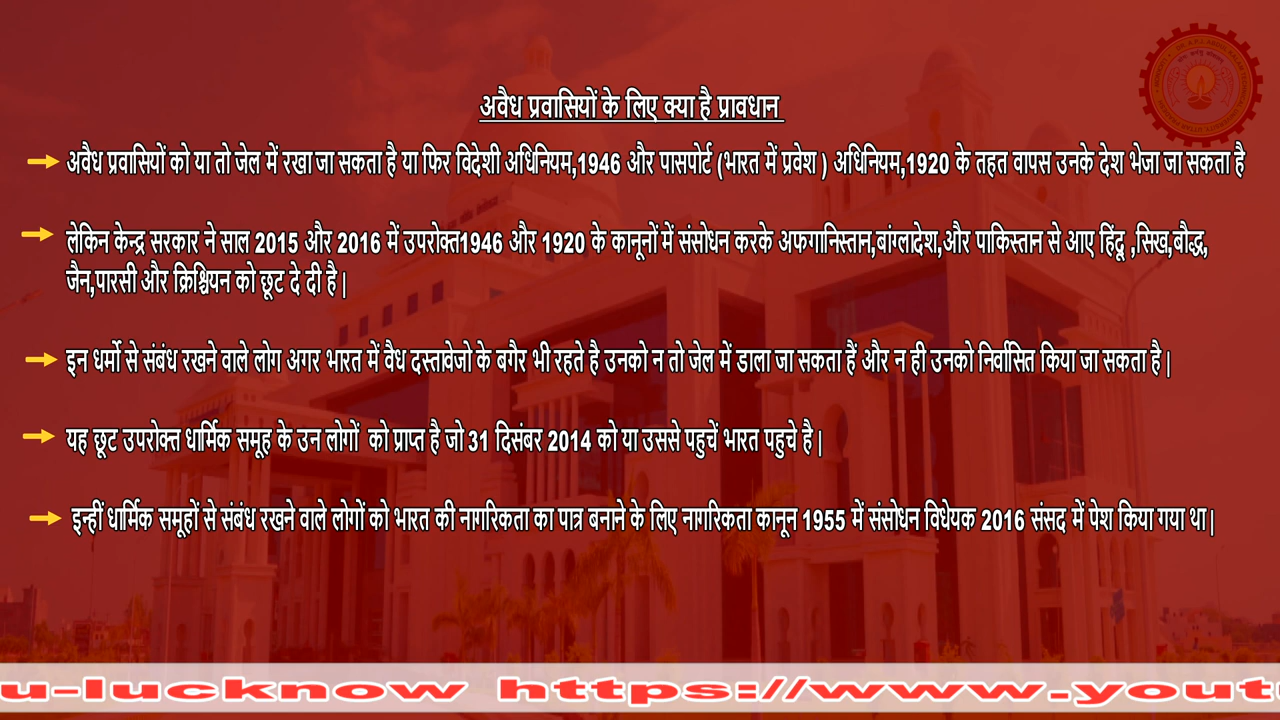 अवैध प्रवासियों के लिए क्या है प्रावधान
अवैध प्रवासियों को या तो जेल में रखा जा सकता है या फिर विदेशी अधिनियम,1946 और पासपोर्ट (भारत में प्रवेश ) अधिनियम,1920 के तहत वापस उनके देश भेजा जा सकता है
लेकिन केन्द्र सरकार ने साल 2015 और 2016 में उपरोक्त1946 और 1920 के कानूनों में संसोधन करके अफगानिस्तान,बांग्लादेश,और पाकिस्तान से आए हिंदू ,सिख,बौद्ध,
जैन,पारसी और क्रिश्चियन को छूट दे दी है |
इन धर्मो से संबंध रखने वाले लोग अगर भारत में वैध दस्तावेजो के बगैर भी रहते है उनको न तो जेल में डाला जा सकता हैं और न ही उनको निर्वासित किया जा सकता है |
यह छूट उपरोक्त धार्मिक समूह के उन लोगों को प्राप्त है जो 31 दिसंबर 2014 को या उससे पहुचें भारत पहुचे है |
इन्हीं धार्मिक समूहों से संबंध रखने वाले लोगों को भारत की नागरिकता का पात्र बनाने के लिए नागरिकता कानून 1955 में संसोधन विधेयक 2016 संसद में पेश किया गया था |
u-lucknow https://www.yout